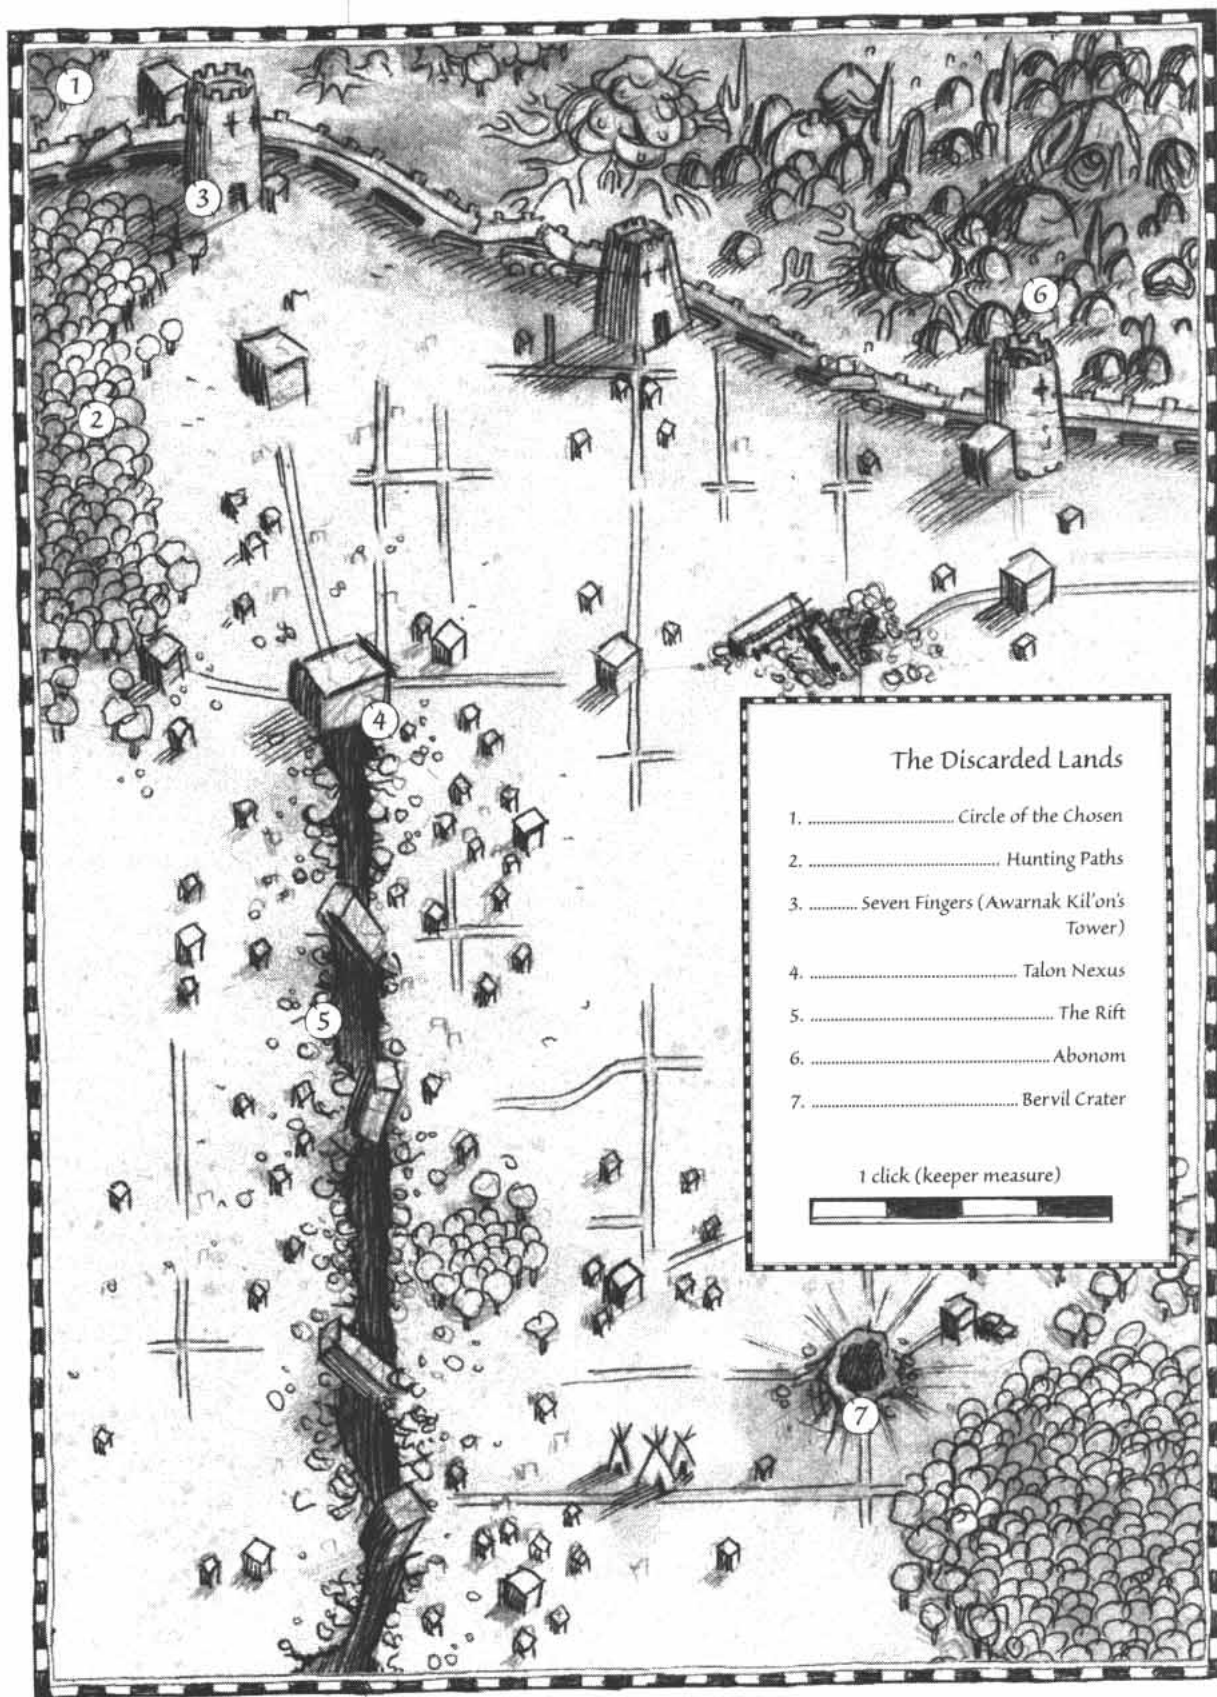 1
3
6
2
4
The Discarded Lands
1. ................................ Circle of the Chosen
2. .......................................... Hunting Paths
3. .......... Seven Fingers (Awarnak Kil'on's
Tower)
4. ............................................. Talon Nexus
5. ...................................................... The Rift
5
6. .................................................... Abonom
7. ............................................. Bervil Crater
1 click (keeper measure)
7